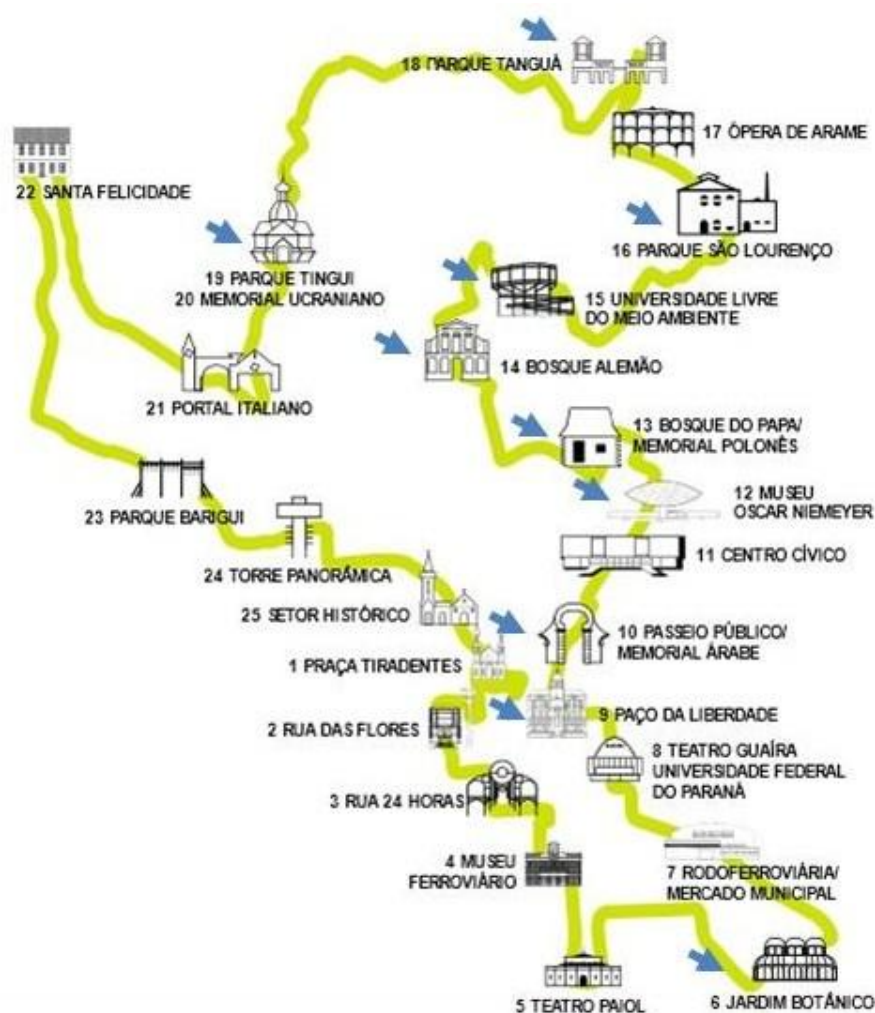 18 PARQUE TANGUÁ
17 ÓPERA DE ARAME
22 SANTA FELICIDADE
16 PARQUE SÃO LOURENÇO
19 PARQUE TINGUI
20 MEMORIAL UCRANIANO
15 UNIVERSIDADE LIVRE
DO MEIO AMBIENTE
14 BOSQUE ALEMÃO
21 PORTAL ITALIANO
13 BOSQUE DO PAPA/
MEMORIAL POLONÊS
12 MUSEU
OSCAR NIEMEYER
23 PARQUE BARIGUI
11 CENTRO CÍVICO
24 TORRE PANORÂMICA
25 SETOR HISTÓRICO
10 PASSEIO PÚBLICO/
MEMORIAL ÁRABE
1 PRAÇA TIRADENTES
9 PAÇO DA LIBERDADE
2 RUA DAS FLORES
8 TEATRO GUAÍRA
UNIVERSIDADE FEDERAL
DO PARANÁ
3 RUA 24 HORAS
4 MUSEU
FERROVIÁRIO
7 RODOFERROVIÁRIA/
MERCADO MUNICIPAL
5 TEATRO PAIOL
6 JARDIM BOTÂNICO